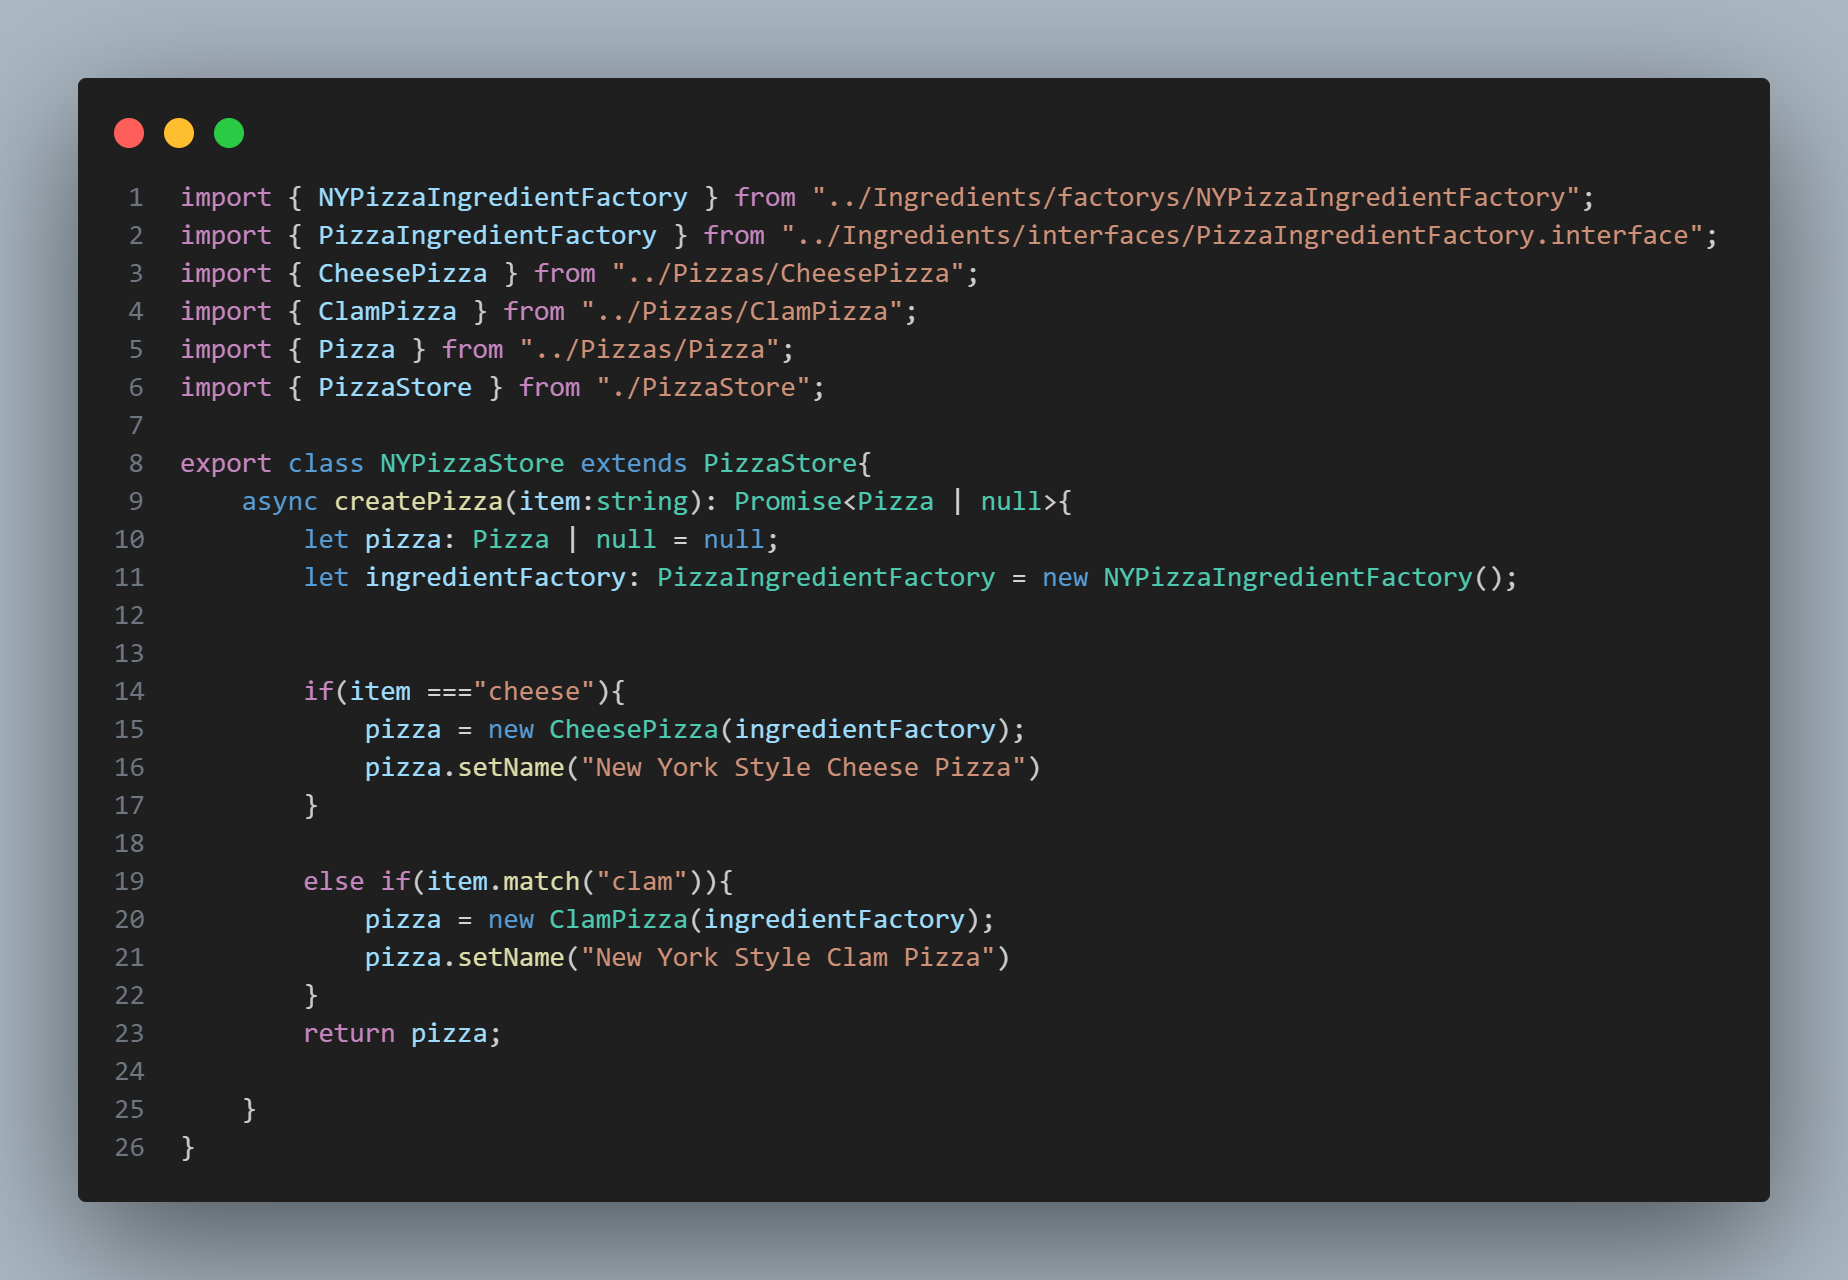 1 import { NYPizzaIngredientFactory } from "../Ingredients/factorys/NYPizzaIngredientFactory";
2 import { PizzaIngredientFactory } from "../Ingredients/interfaces/PizzaIngredientFactory.interface";
3 import { CheesePizza } from "../Pizzas/CheesePizza";
4 import { ClamPizza } from "../Pizzas/ClamPizza";
5 import { Pizza } from "../Pizzas/Pizza";
6 import { PizzaStore } from "./PizzaStore";
7
8 export class NYPizzaStore extends PizzaStore{
9     async createPizza(item:string): Promise<Pizza | null>{
10         let pizza: Pizza | null = null;
11         let ingredientFactory: PizzaIngredientFactory = new NYPizzaIngredientFactory();
12
13
14         if(item ==="cheese"){
15             pizza = new CheesePizza(ingredientFactory);
16             pizza.setName("New York Style Cheese Pizza")
17         }
18
19         else if(item.match("clam")){
20             pizza = new ClamPizza(ingredientFactory);
21             pizza.setName("New York Style Clam Pizza")
22         }
23         return pizza;
24
25     }
26 }